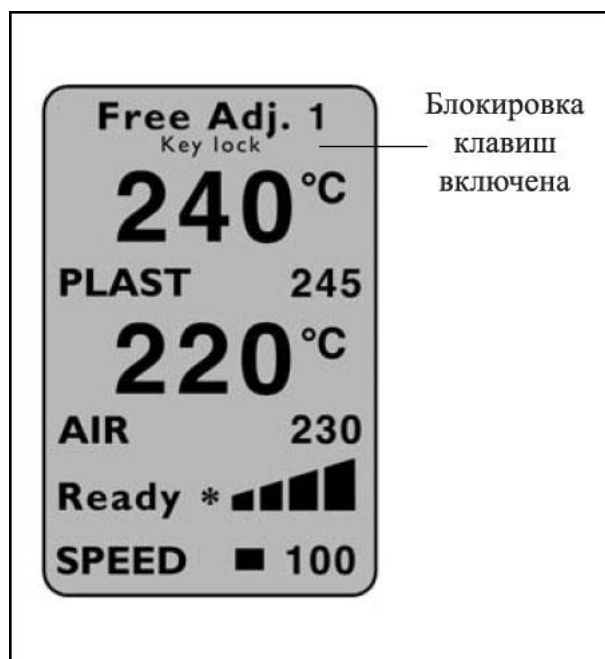 Free Adj. 1
Key lock
240 °C
PLAST 245
220 °C
AIR 230
Ready *
SPEED 100
Блокировка
клавиш
включена